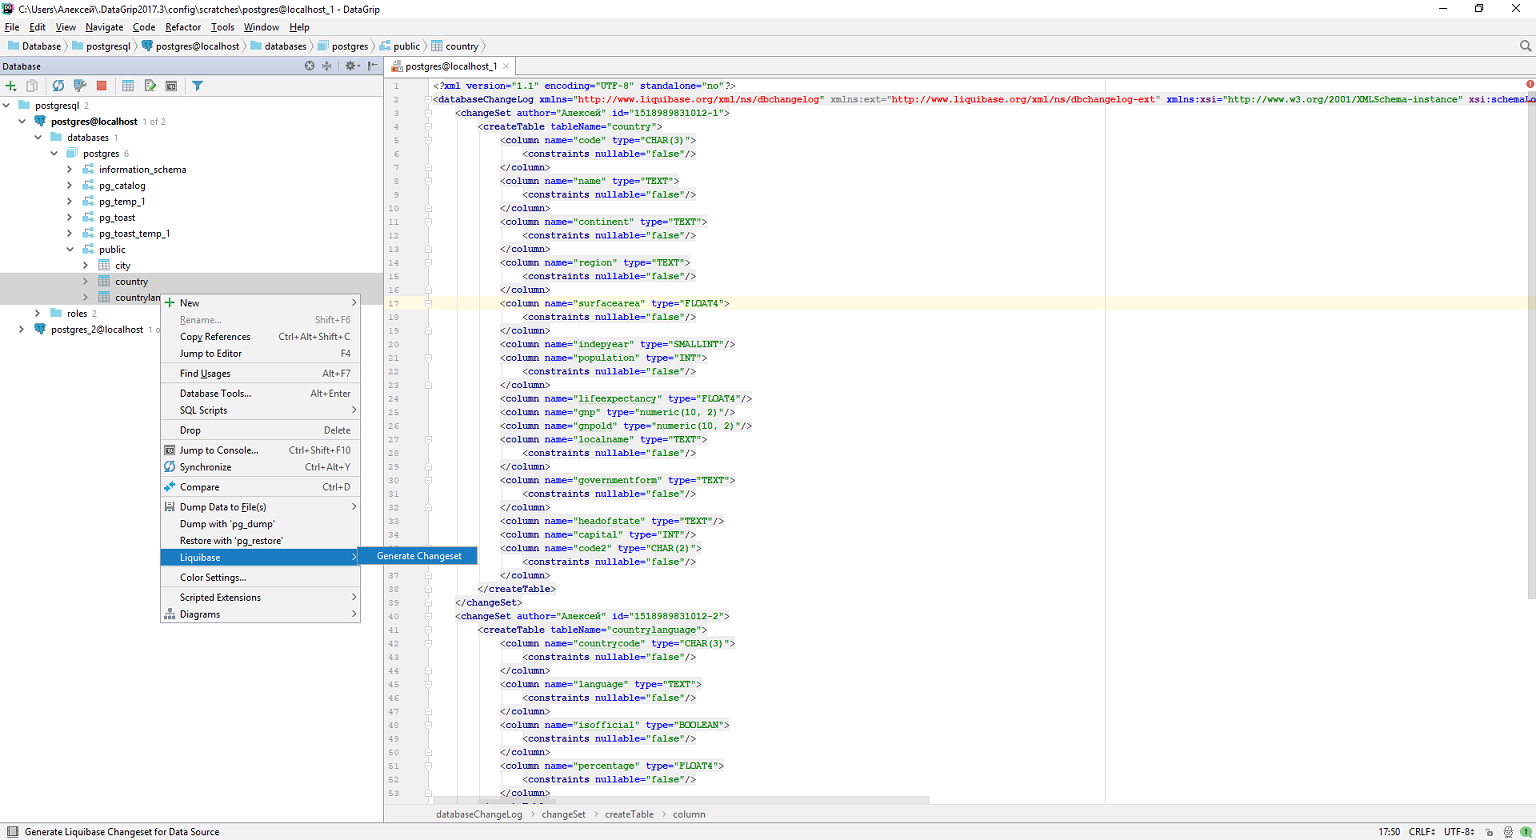 C:\Users\Алексей\.DataGrip2017.3\config\scratches\postgres@localhost_1 - DataGrip
File Edit View Navigate Code Refactor Tools Window Help
Database postgresql postgres@localhost databases postgres public country
Database
postgres@localhost_1
postgresql 2
postgres@localhost 1 of 2
databases 1
postgres 6
information_schema
pg_catalog
pg_temp_1
pg_toast
pg_toast_temp_1
public
city
country
countrylan
roles 2
postgres_2@localhost 1 o
New
Rename... Shift+F6
Copy References Ctrl+Alt+Shift+C
Jump to Editor F4
Find Usages Alt+F7
Database Tools... Alt+Enter
SQL Scripts
Drop Delete
Jump to Console... Ctrl+Shift+F10
Synchronize Ctrl+Alt+Y
Compare Ctrl+D
Dump Data to File(s)
Dump with 'pg_dump'
Restore with 'pg_restore'
Liquibase
Generate Changeset
Color Settings...
Scripted Extensions
Diagrams
1 <?xml version="1.1" encoding="UTF-8" standalone="no"?>
2 <databaseChangeLog xmlns="http://www.liquibase.org/xml/ns/dbchangelog" xmlns:ext="http://www.liquibase.org/xml/ns/dbchangelog-ext" xmlns:xsi="http://www.w3.org/2001/XMLSchema-instance" xsi:schemaLo
3 <changeSet author="Алексей" id="1518989831012-1">
4 <createTable tableName="country">
5 <column name="code" type="CHAR(3)">
6 <constraints nullable="false"/>
7 </column>
8 <column name="name" type="TEXT">
9 <constraints nullable="false"/>
10 </column>
11 <column name="continent" type="TEXT">
12 <constraints nullable="false"/>
13 </column>
14 <column name="region" type="TEXT">
15 <constraints nullable="false"/>
16 </column>
17 <column name="surfacearea" type="FLOAT4">
18 <constraints nullable="false"/>
19 </column>
20 <column name="indepyear" type="SMALLINT"/>
21 <column name="population" type="INT">
22 <constraints nullable="false"/>
23 </column>
24 <column name="lifeexpectancy" type="FLOAT4"/>
25 <column name="gnp" type="numeric(10, 2)"/>
26 <column name="gnpold" type="numeric(10, 2)"/>
27 <column name="localname" type="TEXT">
28 <constraints nullable="false"/>
29 </column>
30 <column name="governmentform" type="TEXT">
31 <constraints nullable="false"/>
32 </column>
33 <column name="headofstate" type="TEXT"/>
34 <column name="capital" type="INT"/>
<column name="code2" type="CHAR(2)">
<constraints nullable="false"/>
37 </column>
38 </createTable>
39 </changeSet>
40 <changeSet author="Алексей" id="1518989831012-2">
41 <createTable tableName="countrylanguage">
42 <column name="countrycode" type="CHAR(3)">
43 <constraints nullable="false"/>
44 </column>
45 <column name="language" type="TEXT">
46 <constraints nullable="false"/>
47 </column>
48 <column name="isofficial" type="BOOLEAN">
49 <constraints nullable="false"/>
50 </column>
51 <column name="percentage" type="FLOAT4">
52 <constraints nullable="false"/>
53 </column>
databaseChangeLog changeSet createTable column
Generate Liquibase Changeset for Data Source
17:50 CRLF UTF-8 1